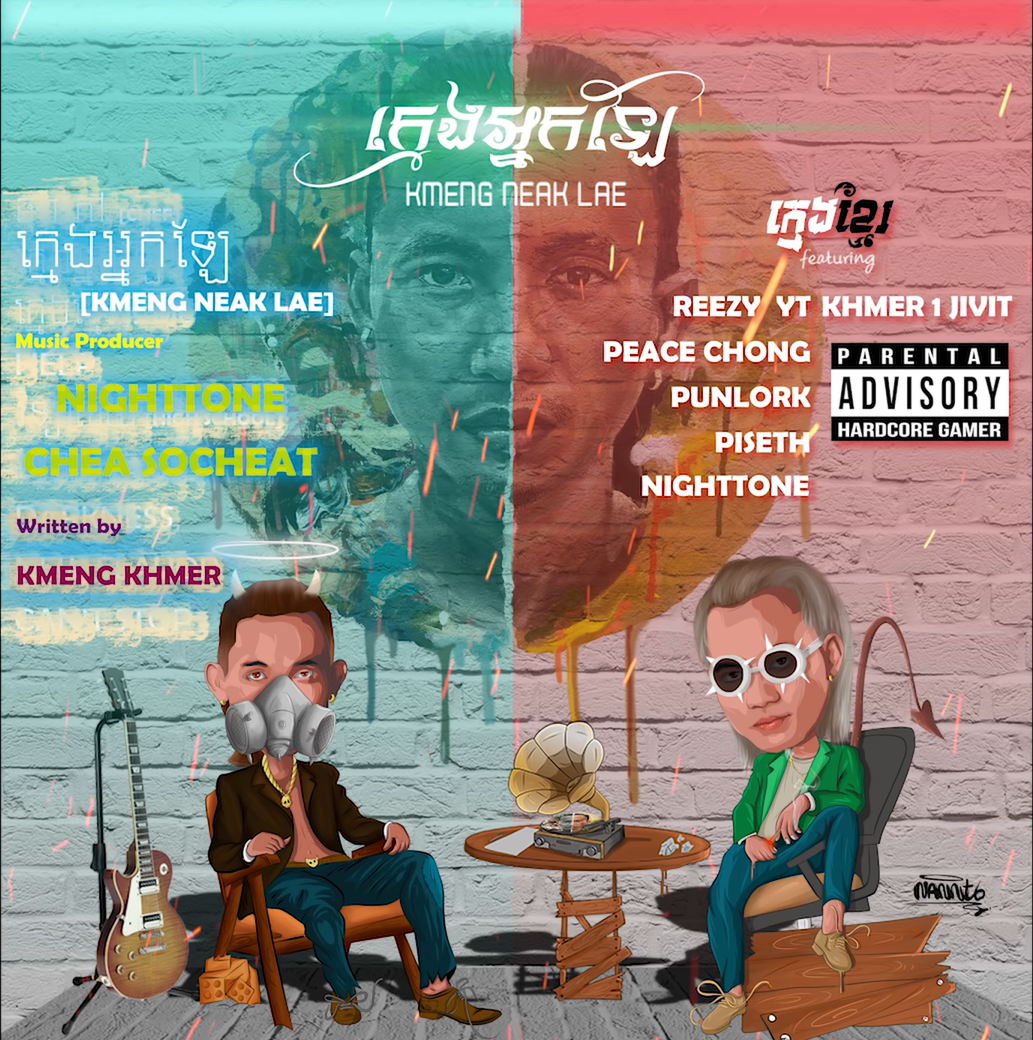 ក្មេងអ្នកឡែ
KMENG NEAK LAE
ក្មេងអ្នកឡែ
[KMENG NEAK LAE]
Music Producer
NIGHTTONE
CHEA SOCHEAT
Written by
KMENG KHMER
ក្មេងខ្មែរ
featuring
REEZY YT KHMER 1 JIVIT
PEACE CHONG
PUNLORK
PISETH
NIGHTTONE
PARENTAL
ADVISORY
HARDCORE GAMER